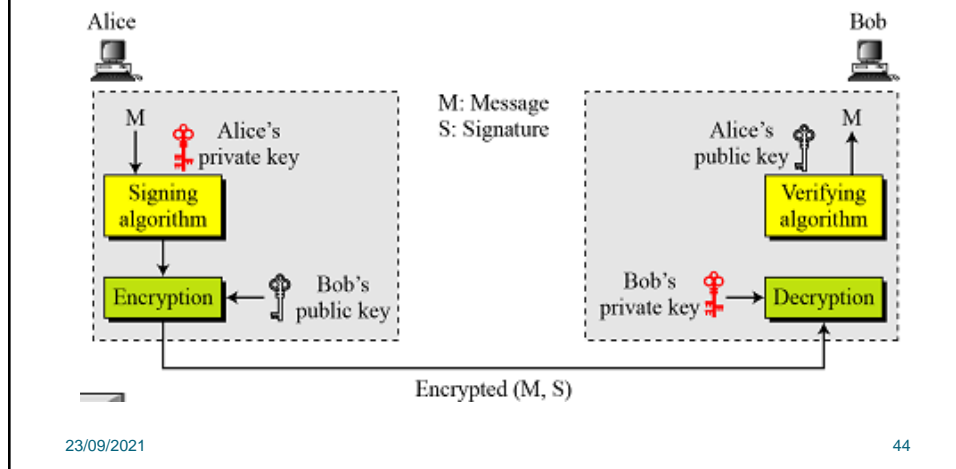 Alice
Bob
M: Message
S: Signature
M
Alice's
private key
Signing
algorithm
Encryption
Bob's
public key
Alice's
public key
M
Verifying
algorithm
Bob's
private key
Decryption
Encrypted (M, S)
23/09/2021
44